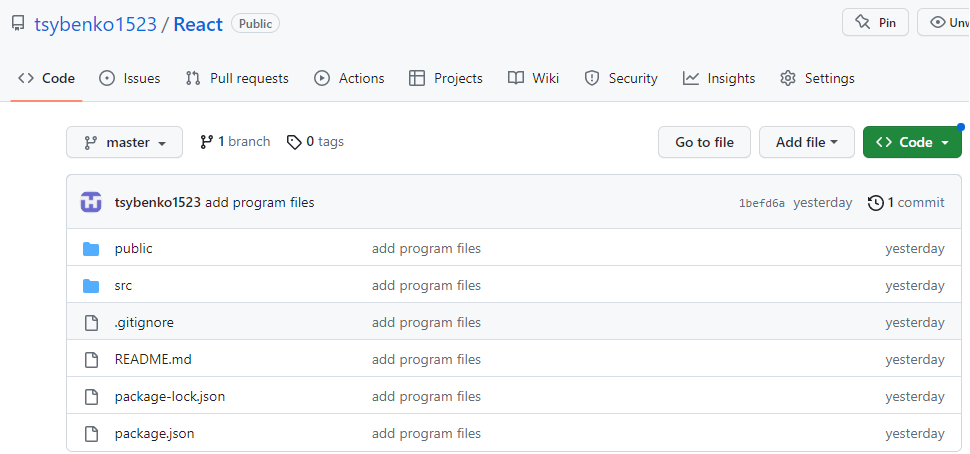 tsybenko1523 / React Public Pin
Code Issues Pull requests Actions Projects Wiki Security Insights Settings
master 1 branch 0 tags Go to file Add file Code
tsybenko1523 add program files 1befd6a yesterday 1 commit
public add program files yesterday
src add program files yesterday
.gitignore add program files yesterday
README.md add program files yesterday
package-lock.json add program files yesterday
package.json add program files yesterday